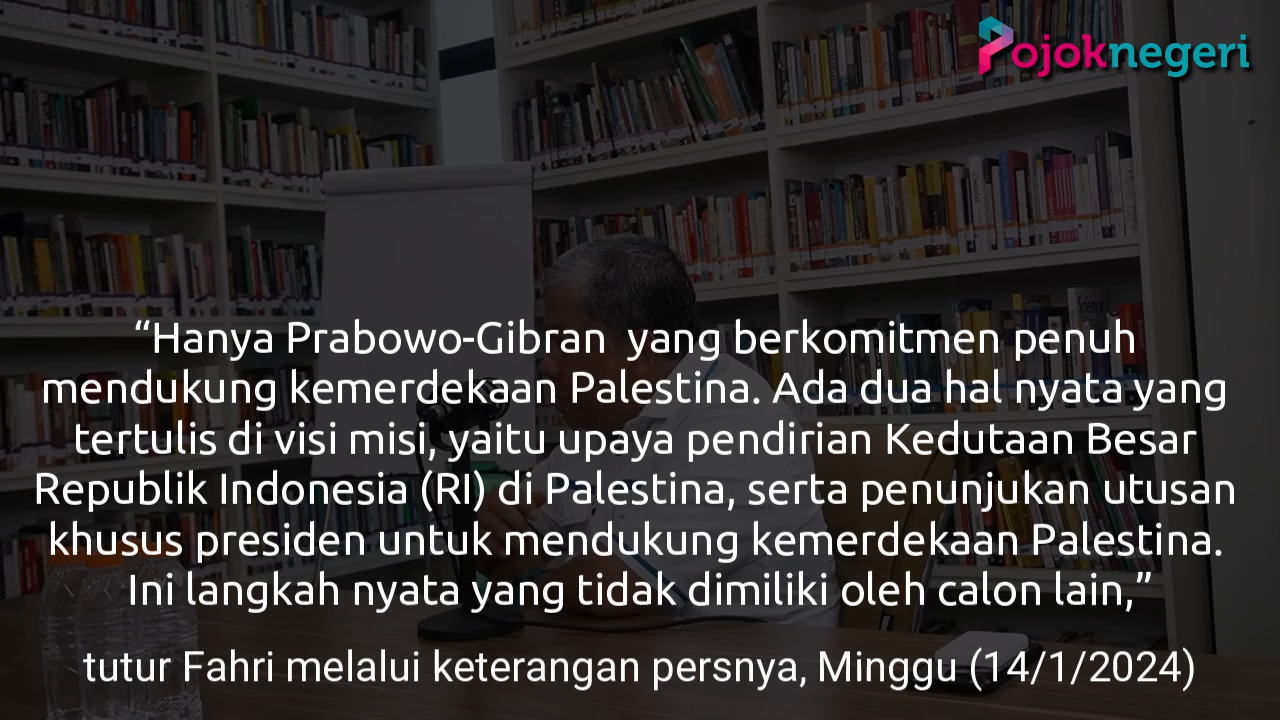 Pojoknegeri
“Hanya Prabowo-Gibran yang berkomitmen penuh
mendukung kemerdekaan Palestina. Ada dua hal nyata yang
tertulis di visi misi, yaitu upaya pendirian Kedutaan Besar
Republik Indonesia (RI) di Palestina, serta penunjukan utusan
khusus presiden untuk mendukung kemerdekaan Palestina.
Ini langkah nyata yang tidak dimiliki oleh calon lain,”
tutur Fahri melalui keterangan persnya, Minggu (14/1/2024)